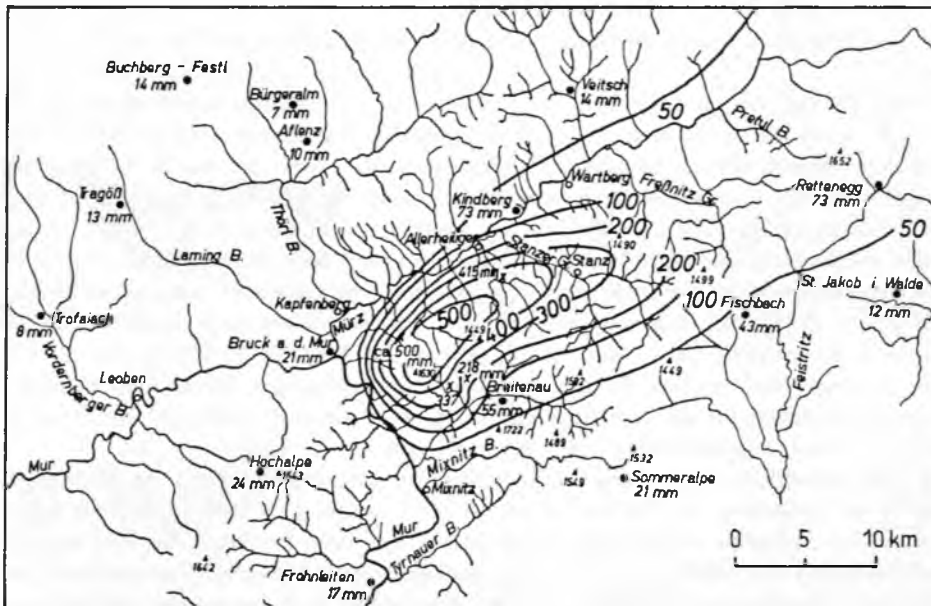 Buchberg - Festl
14 mm
Bürgeralm
7 mm
Aflenz
10 mm
Veitsch
14 mm
50
Pretul B.
1652
Rettenegg
73 mm
Wartberg
Freßnitz Gr.
Tragöß
13 mm
Thörl B.
Kindberg
73 mm
100
200
1490
Laming B.
Allerheiligen
Stanzer
Stanz
415 mm
200
1499
50
St. Jakob i. Walde
12 mm
Kapfenberg
Mürz
500
1449
400
300
100
Fischbach
43 mm
Trofaiach
8 mm
Bruck a. d. Mur
21 mm
ca. 500
mm
218 mm
337
Breitenau
55 mm
1449
Feistritz
Vordernberger B.
Leoben
1722
1489
Mixnitz B.
1532
Mur
Hochalpe
24 mm
1549
Sommeralpe
21 mm
Mixnitz
Mur
Tyrnauer B.
1642
Frohnleiten
17 mm
0 5 10 km